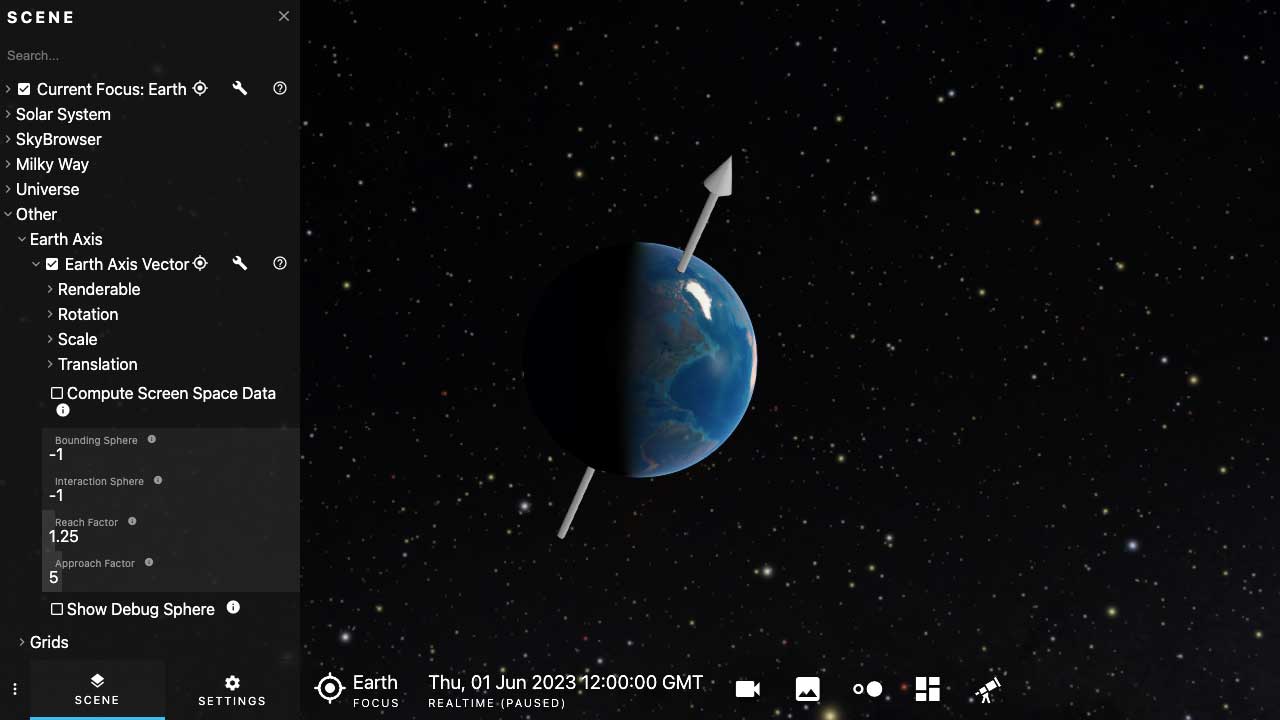 SCENE
Search...
Current Focus: Earth
Solar System
SkyBrowser
Milky Way
Universe
Other
Earth Axis
Earth Axis Vector
Renderable
Rotation
Scale
Translation
Compute Screen Space Data
Bounding Sphere
-1
Interaction Sphere
-1
Reach Factor
1.25
Approach Factor
5
Show Debug Sphere
Grids
SCENE
SETTINGS
Earth
FOCUS
Thu, 01 Jun 2023 12:00:00 GMT
REALTIME (PAUSED)